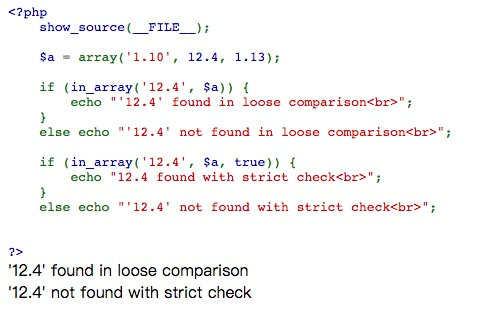 <?php
show_source(__FILE__);
$a = array('1.10', 12.4, 1.13);
if (in_array('12.4', $a)) {
echo "'12.4' found in loose comparison<br>";
}
else echo "'12.4' not found in loose comparison<br>";
if (in_array('12.4', $a, true)) {
echo "12.4 found with strict check<br>";
}
else echo "'12.4' not found with strict check<br>";
?>
'12.4' found in loose comparison
'12.4' not found with strict check